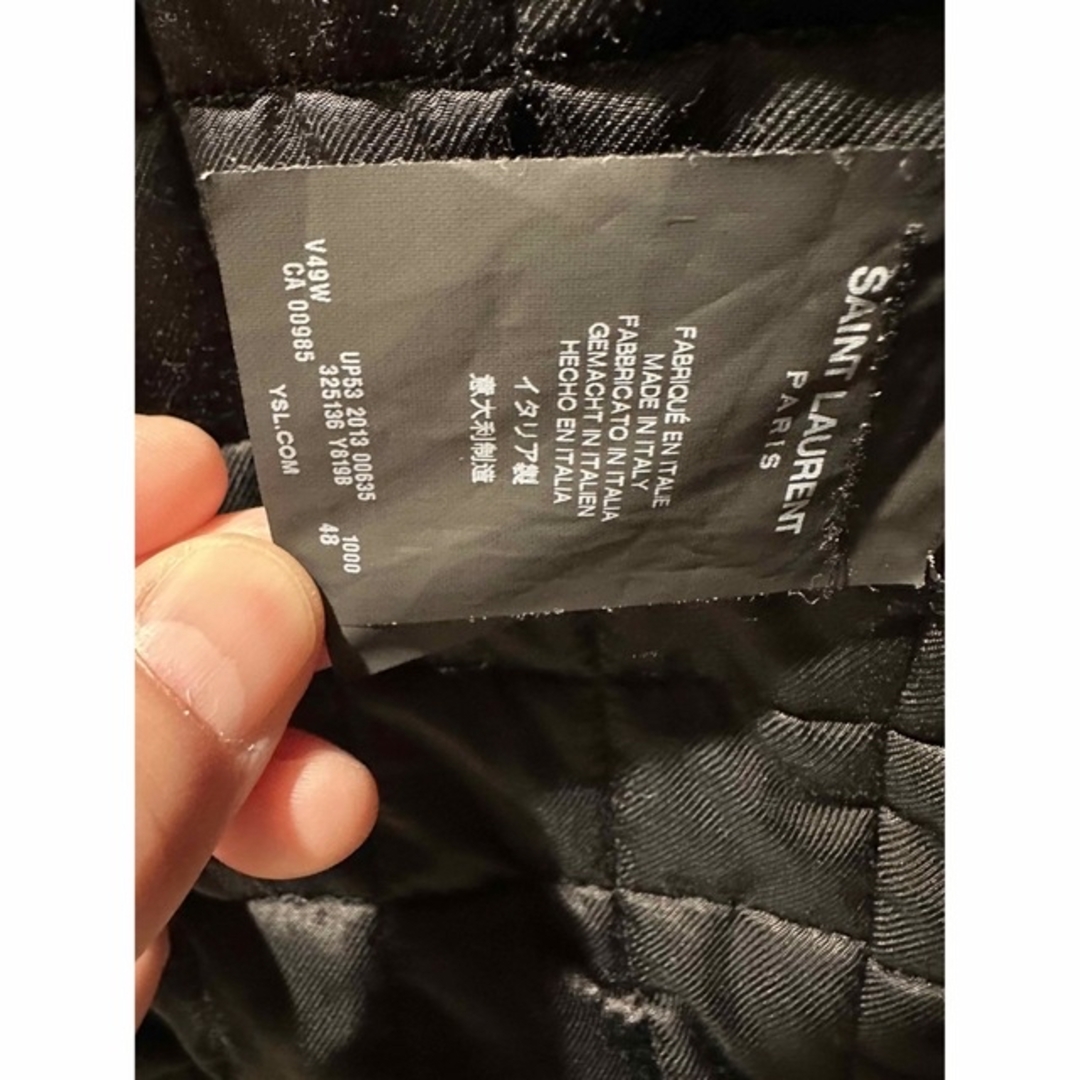 SAINT LAURENT
PARIS
FABRIQUÉ EN ITALIE
MADE IN ITALY
FABBRICATO IN ITALIA
GEMACHT IN ITALIEN
HECHO EN ITALIA
イタリア製
意大利制造
UP53 2013 00635 1000
V49W 325136 Y819B 48
CA 00985
YSL.COM